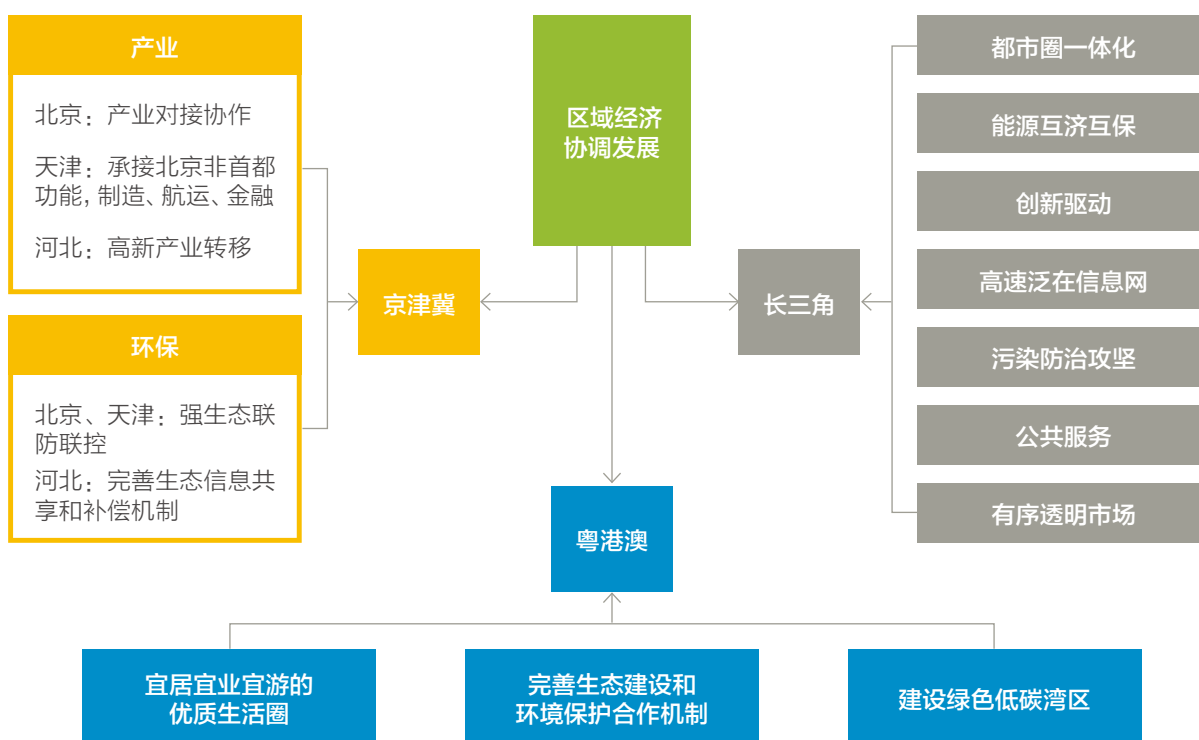 产业
北京：产业对接协作
天津：承接北京非首都
功能，制造、航运、金融
河北：高新产业转移
环保
北京、天津：强生态联
防联控
河北：完善生态信息共
享和补偿机制
京津冀
区域经济
协调发展
长三角
都市圈一体化
能源互济互保
创新驱动
高速泛在信息网
污染防治攻坚
公共服务
有序透明市场
粤港澳
宜居宜业宜游的
优质生活圈
完善生态建设和
环境保护合作机制
建设绿色低碳湾区